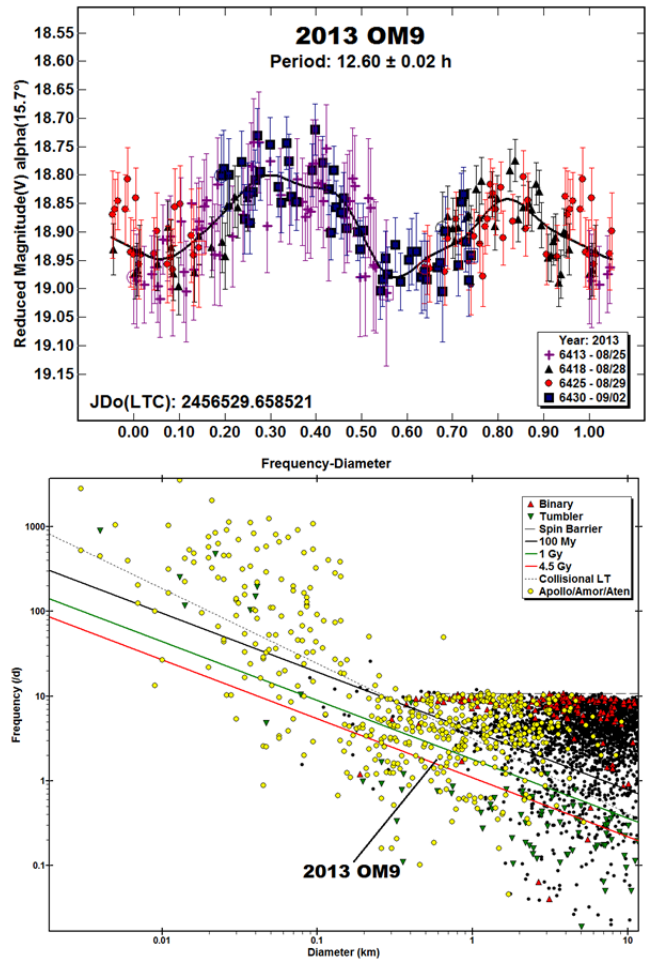 2013 OM9
Period: 12.60 ± 0.02 h
Reduced Magnitude(V) alpha(15.7°)
18.55
18.60
18.65
18.70
18.75
18.80
18.85
18.90
18.95
19.00
19.05
19.10
19.15
Year: 2013
6413 - 08/25
6418 - 08/28
6425 - 08/29
6430 - 09/02
JDo(LTC): 2456529.658521
0.00 0.10 0.20 0.30 0.40 0.50 0.60 0.70 0.80 0.90 1.00
Frequency-Diameter
Binary
Tumbler
Spin Barrier
100 My
1 Gy
4.5 Gy
Collisional LT
Apollo/Amor/Aten
Frequency (r/d)
1000
100
10
1
0.1
2013 OM9
0.01 0.1 1 10
Diameter (km)